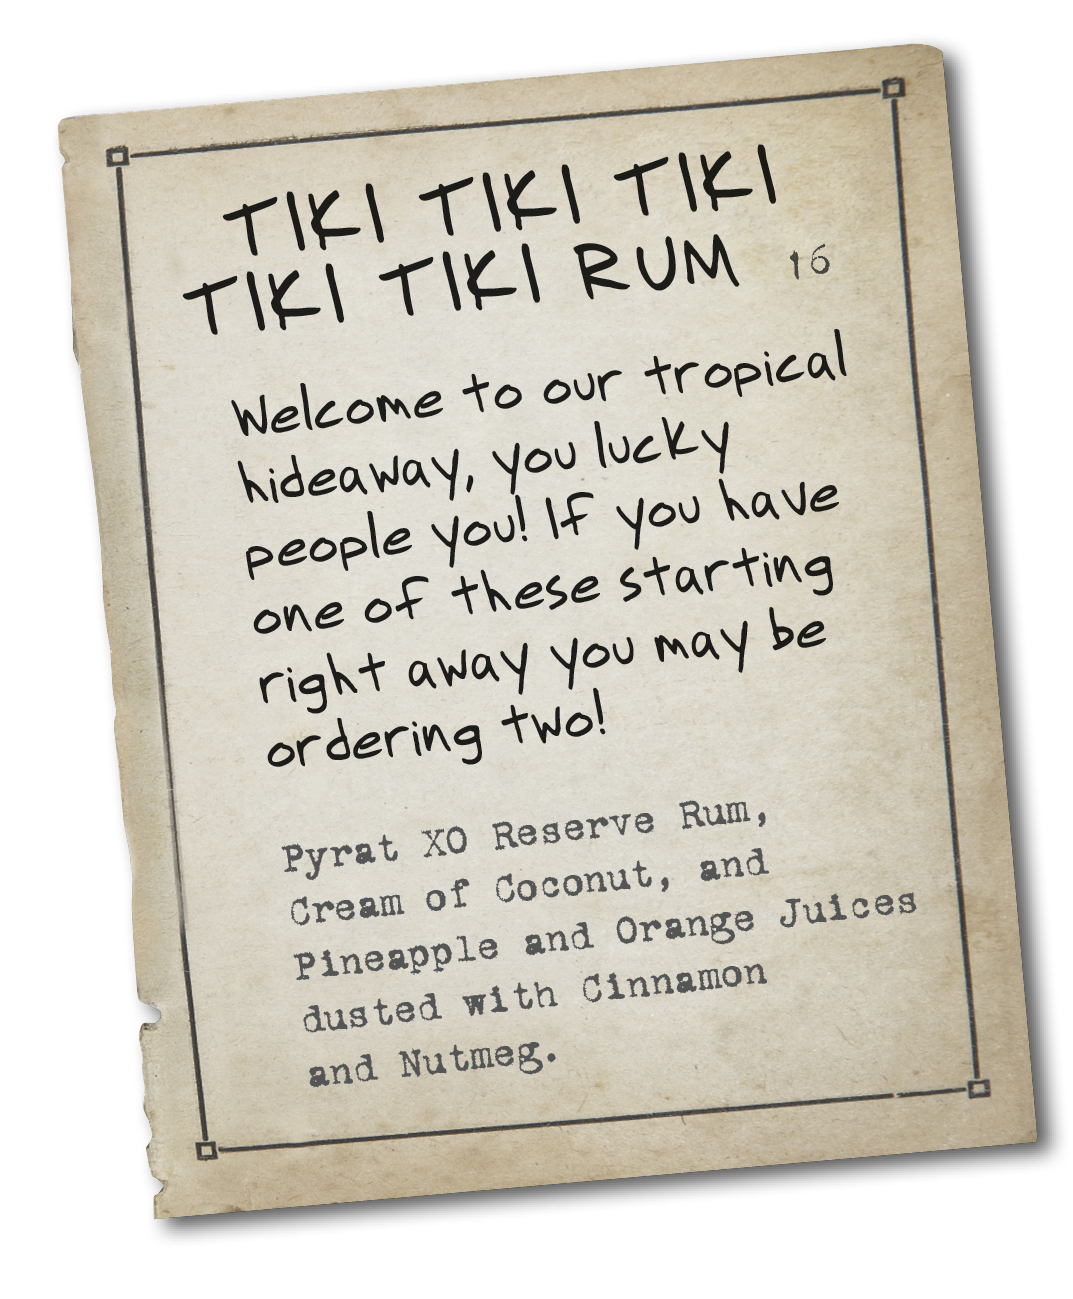 TIKI TIKI TIKI
TIKI TIKI RUM 16
Welcome to our tropical
hideaway, you lucky
people you! If you have
one of these starting
right away you may be
ordering two!
Pyrat XO Reserve Rum,
Cream of Coconut, and
Pineapple and Orange Juices
dusted with Cinnamon
and Nutmeg.